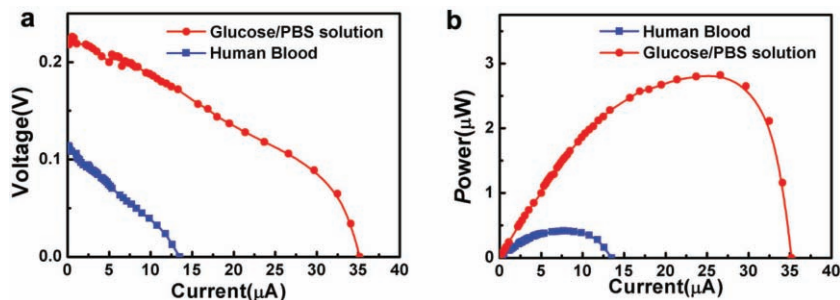 a
Glucose/PBS solution
Human Blood
Voltage(V)
0.2
0.1
0.0
0 5 10 15 20 25 30 35 40
Current(μA)
b
Human Blood
Glucose/PBS solution
Power(μW)
3
2
1
0
0 5 10 15 20 25 30 35 40
Current(μA)